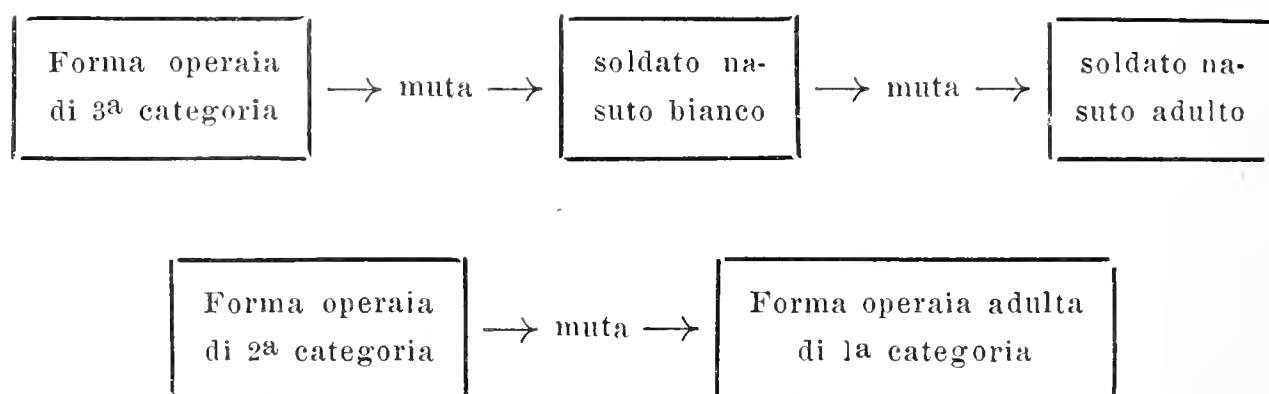 Forma operaia
di 3ª categoria
→ muta →
soldato na-
suto bianco
→ muta →
soldato na-
suto adulto
Forma operaia
di 2ª categoria
→ muta →
Forma operaia adulta
di 1ª categoria